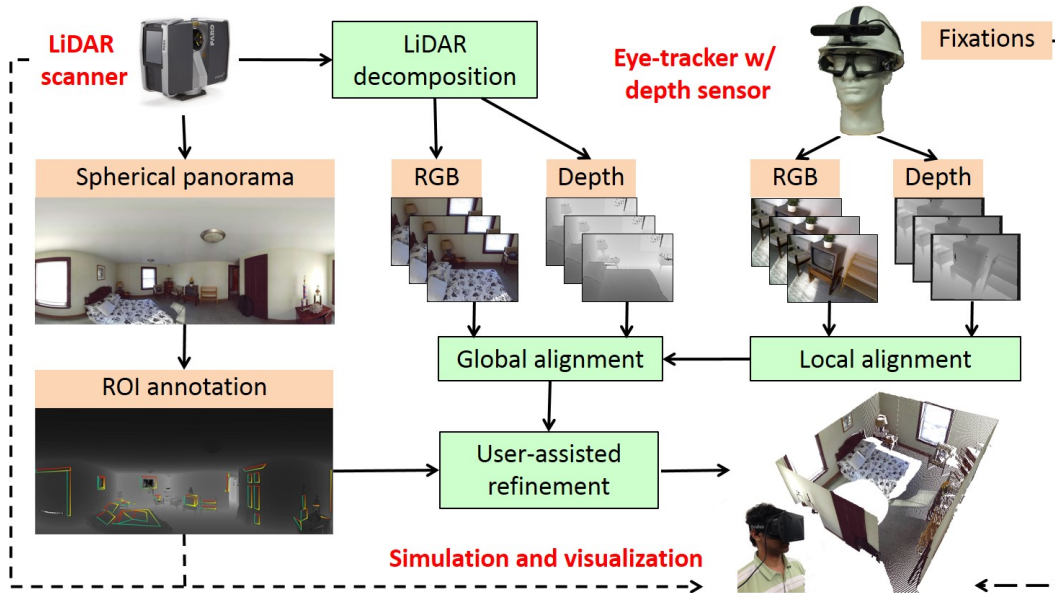 LiDAR
scanner
FARO
LiDAR
decomposition
Eye-tracker w/
depth sensor
Fixations
Spherical panorama
RGB
Depth
RGB
Depth
Global alignment
Local alignment
ROI annotation
User-assisted
refinement
Simulation and visualization